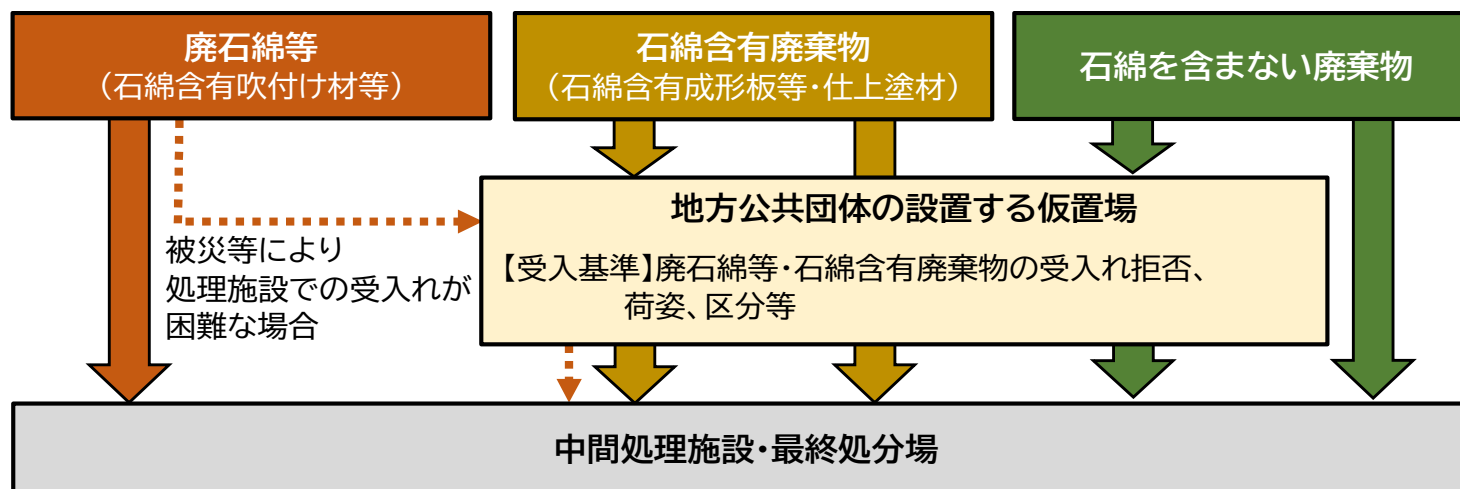 廃石綿等
（石綿含有吹付け材等）
石綿含有廃棄物
（石綿含有成形板等・仕上塗材）
石綿を含まない廃棄物
地方公共団体の設置する仮置場
【受入基準】廃石綿等・石綿含有廃棄物の受入れ拒否、
荷姿、区分等
被災等により
処理施設での受入れが
困難な場合
中間処理施設・最終処分場